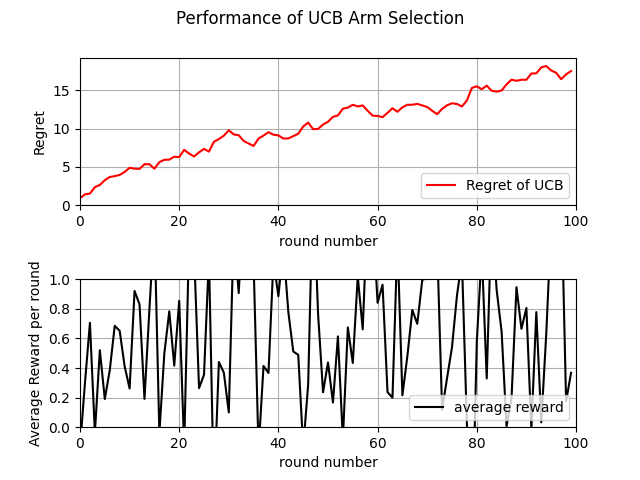 Performance of UCB Arm Selection
15
10
5
0
Regret
Regret of UCB
0 20 40 60 80 100
round number
1.0
0.8
0.6
0.4
0.2
0.0
Average Reward per round
average reward
0 20 40 60 80 100
round number